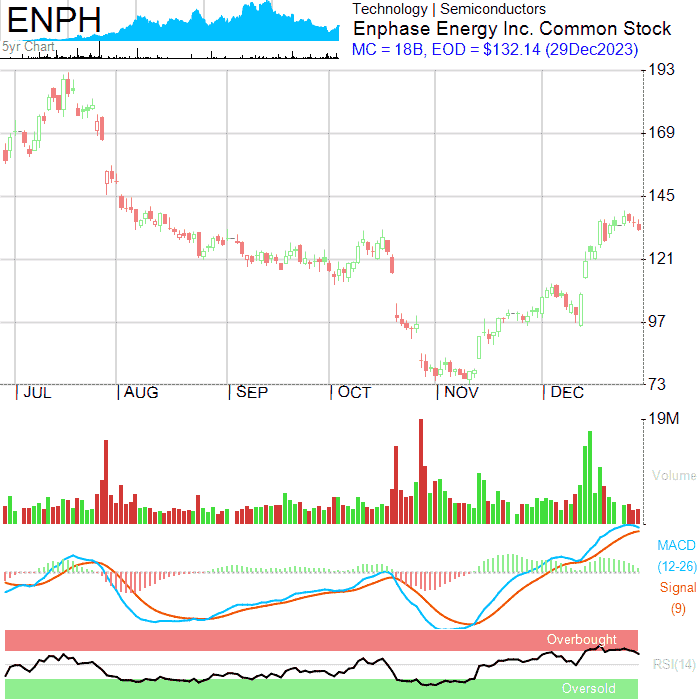 ENPH
5yr Chart
Technology | Semiconductors
Enphase Energy Inc. Common Stock
MC = 18B, EOD = $132.14 (29Dec2023)
193
169
145
121
97
73
JUL AUG SEP OCT NOV DEC
19M
Volume
MACD
(12-26)
Signal
(9)
Overbought
RSI(14)
Oversold